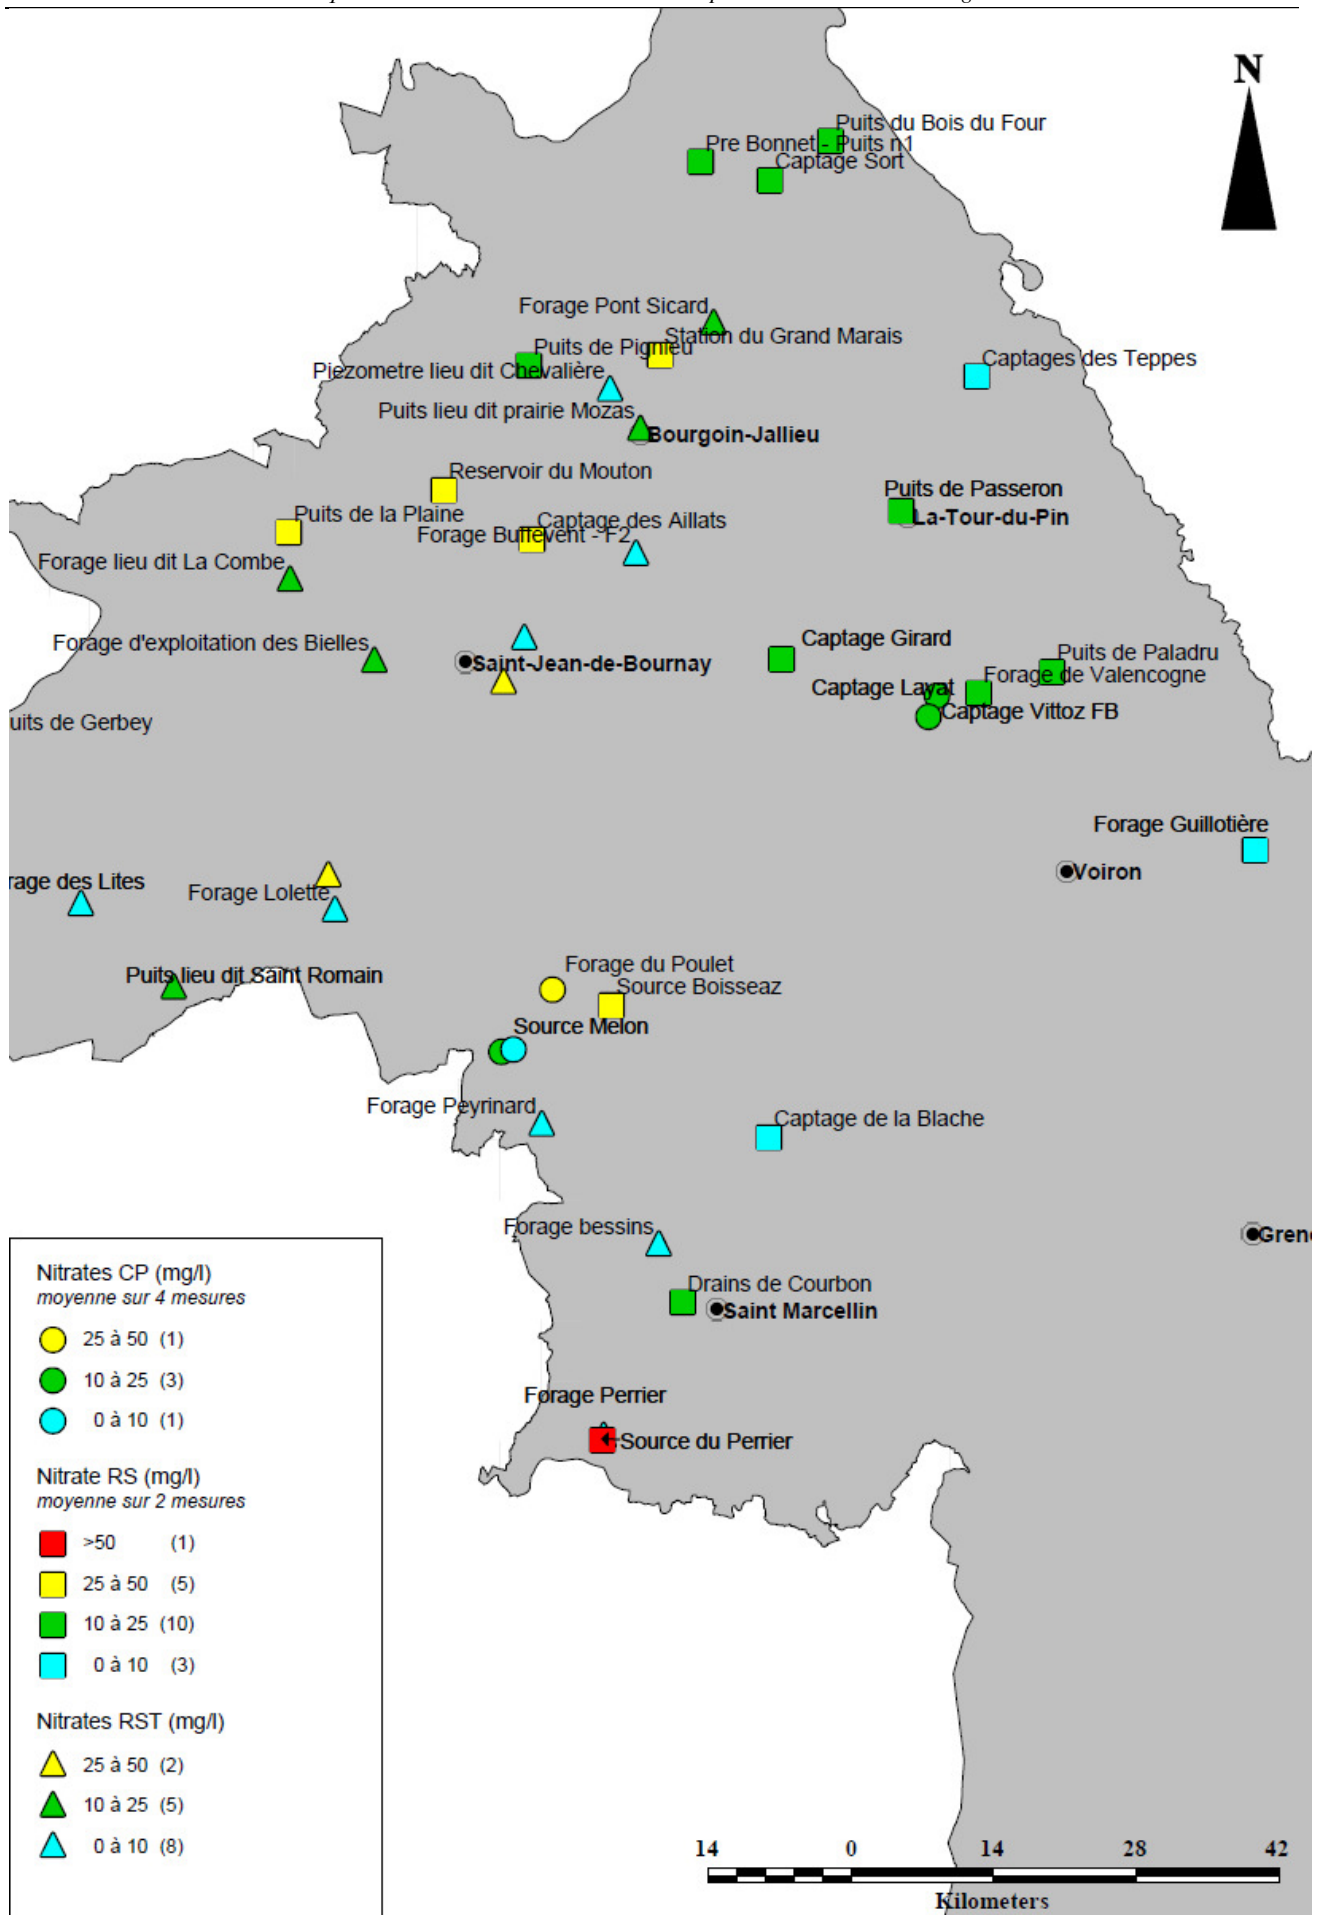 N
Puits du Bois du Four
Pre Bonnet - Puits n1
Captage Sort
Forage Pont Sicard
Station du Grand Marais
Puits de Pignieu
Captages des Teppes
Piezometre lieu dit Chevalière
Puits lieu dit prairie Mozas
Bourgoin-Jallieu
Reservoir du Mouton
Puits de Passeron
Puits de la Plaine
La-Tour-du-Pin
Captage des Aillats
Forage Buffevent - F2
Forage lieu dit La Combe
Captage Girard
Forage d'exploitation des Bielles
Puits de Paladru
Saint-Jean-de-Bournay
Forage de Valencogne
Captage Layat
Captage Vittoz FB
uits de Gerbey
Forage Guillotière
Voiron
rage des Lites
Forage Lolette
Forage du Poulet
Puits lieu dit Saint Romain
Source Boisseaz
Source Melon
Forage Peyrinard
Captage de la Blache
Forage bessins
Gren
Drains de Courbon
Saint Marcellin
Forage Perrier
Source du Perrier
Nitrates CP (mg/l)
moyenne sur 4 mesures
25 à 50 (1)
10 à 25 (3)
0 à 10 (1)
Nitrate RS (mg/l)
moyenne sur 2 mesures
>50 (1)
25 à 50 (5)
10 à 25 (10)
0 à 10 (3)
Nitrates RST (mg/l)
25 à 50 (2)
10 à 25 (5)
0 à 10 (8)
14 0 14 28 42
Kilometers